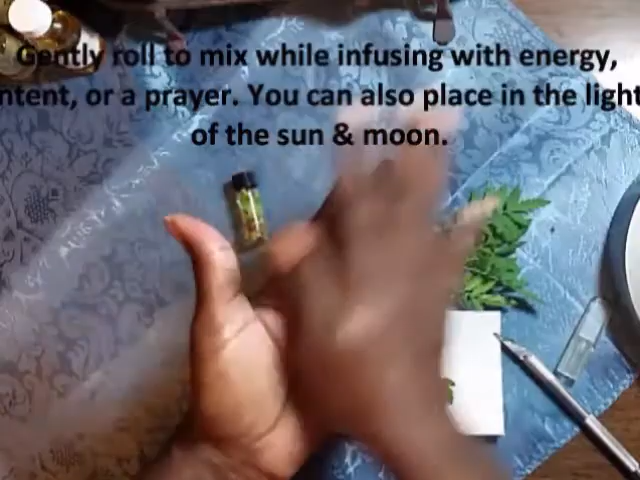 Gently roll to mix while infusing with energy,
ntent, or a prayer. You can also place in the light
of the sun & moon.